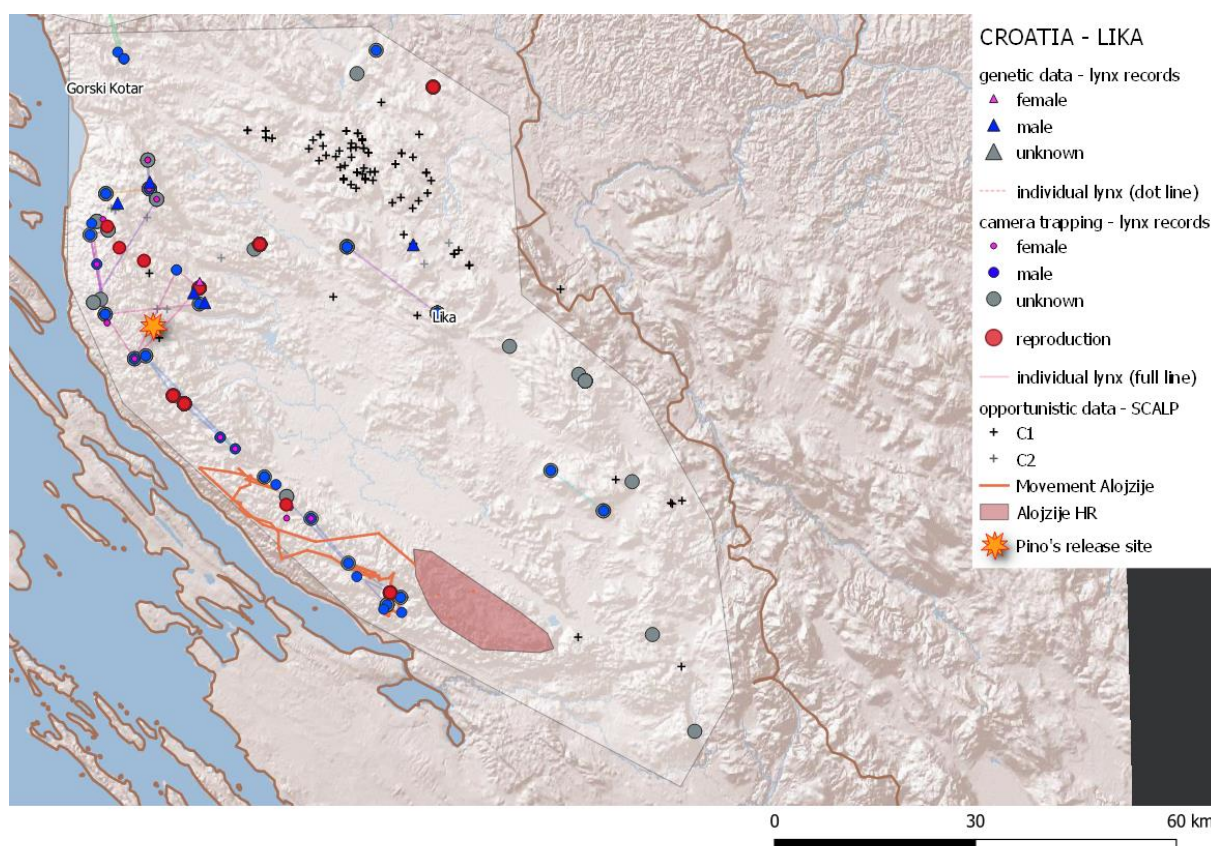 Gorski Kotar
Lika
CROATIA - LIKA
genetic data - lynx records
female
male
unknown
individual lynx (dot line)
camera trapping - lynx records
female
male
unknown
reproduction
individual lynx (full line)
opportunistic data - SCALP
C1
C2
Movement Alojzije
Alojzije HR
Pino's release site
0 30 60 km